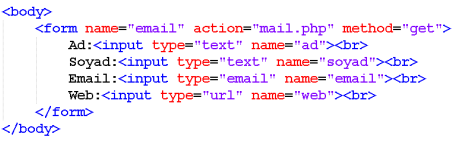 <body>
<form name="email" action="mail.php" method="get">
Ad:<input type="text" name="ad"><br>
Soyad:<input type="text" name="soyad"><br>
Email:<input type="email" name="email"><br>
Web:<input type="url" name="web"><br>
</form>
</body>